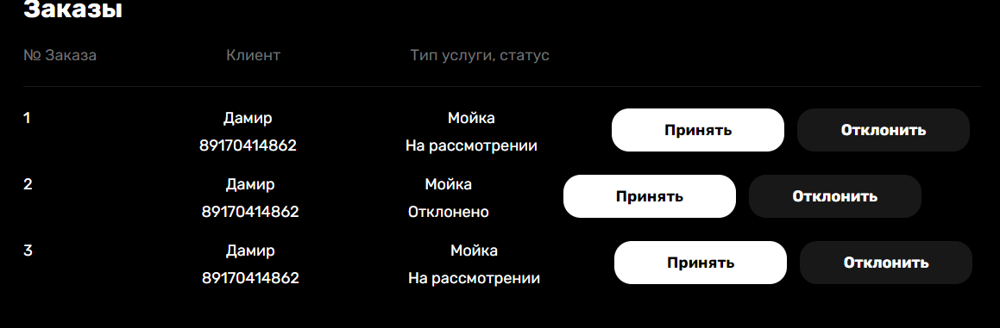 Заказы
№ Заказа Клиент Тип услуги, статус
1 Дамир Мойка Принять Отклонить
89170414862 На рассмотрении
2 Дамир Мойка Принять Отклонить
89170414862 Отклонено
3 Дамир Мойка Принять Отклонить
89170414862 На рассмотрении